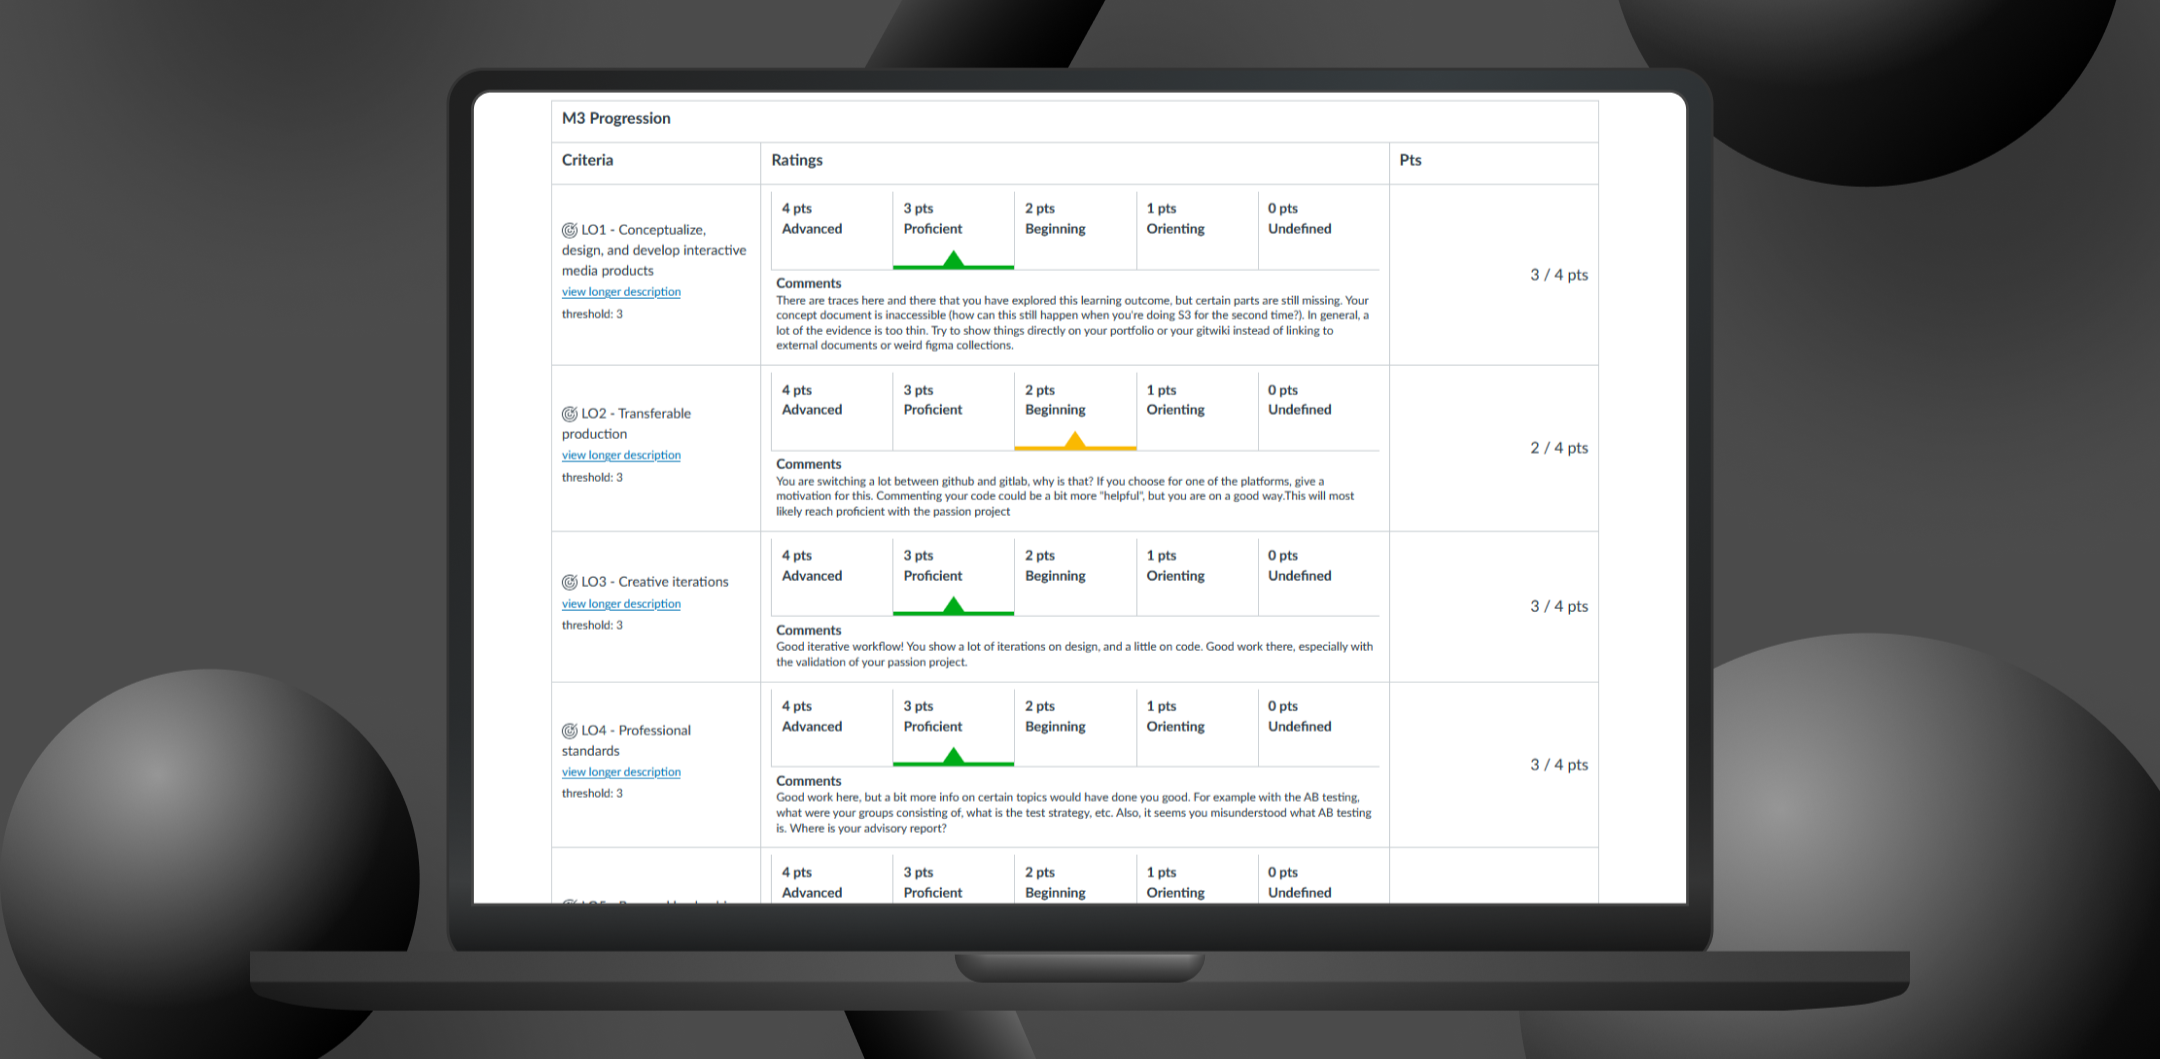 M3 Progression
Criteria
Ratings
Pts
LO1 - Conceptualize,
design, and develop interactive
media products
view longer description
threshold: 3
4 pts
Advanced
3 pts
Proficient
2 pts
Beginning
1 pts
Orienting
0 pts
Undefined
Comments
There are traces here and there that you have explored this learning outcome, but certain parts are still missing. Your
concept document is inaccessible (how can this still happen when you're doing S3 for the second time?). In general, a
lot of the evidence is too thin. Try to show things directly on your portfolio or your gitwiki instead of linking to
external documents or weird figma collections.
3 / 4 pts
LO2 - Transferable
production
view longer description
threshold: 3
4 pts
Advanced
3 pts
Proficient
2 pts
Beginning
1 pts
Orienting
0 pts
Undefined
Comments
You are switching a lot between github and gitlab, why is that? If you choose for one of the platforms, give a
motivation for this. Commenting your code could be a bit more "helpful", but you are on a good way.This will most
likely reach proficient with the passion project
2 / 4 pts
LO3 - Creative iterations
view longer description
threshold: 3
4 pts
Advanced
3 pts
Proficient
2 pts
Beginning
1 pts
Orienting
0 pts
Undefined
Comments
Good iterative workflow! You show a lot of iterations on design, and a little on code. Good work there, especially with
the validation of your passion project.
3 / 4 pts
LO4 - Professional
standards
view longer description
threshold: 3
4 pts
Advanced
3 pts
Proficient
2 pts
Beginning
1 pts
Orienting
0 pts
Undefined
Comments
Good work here, but a bit more info on certain topics would have done you good. For example with the AB testing,
what were your groups consisting of, what is the test strategy, etc. Also, it seems you misunderstood what AB testing
is. Where is your advisory report?
3 / 4 pts
4 pts
Advanced
3 pts
Proficient
2 pts
Beginning
1 pts
Orienting
0 pts
Undefined